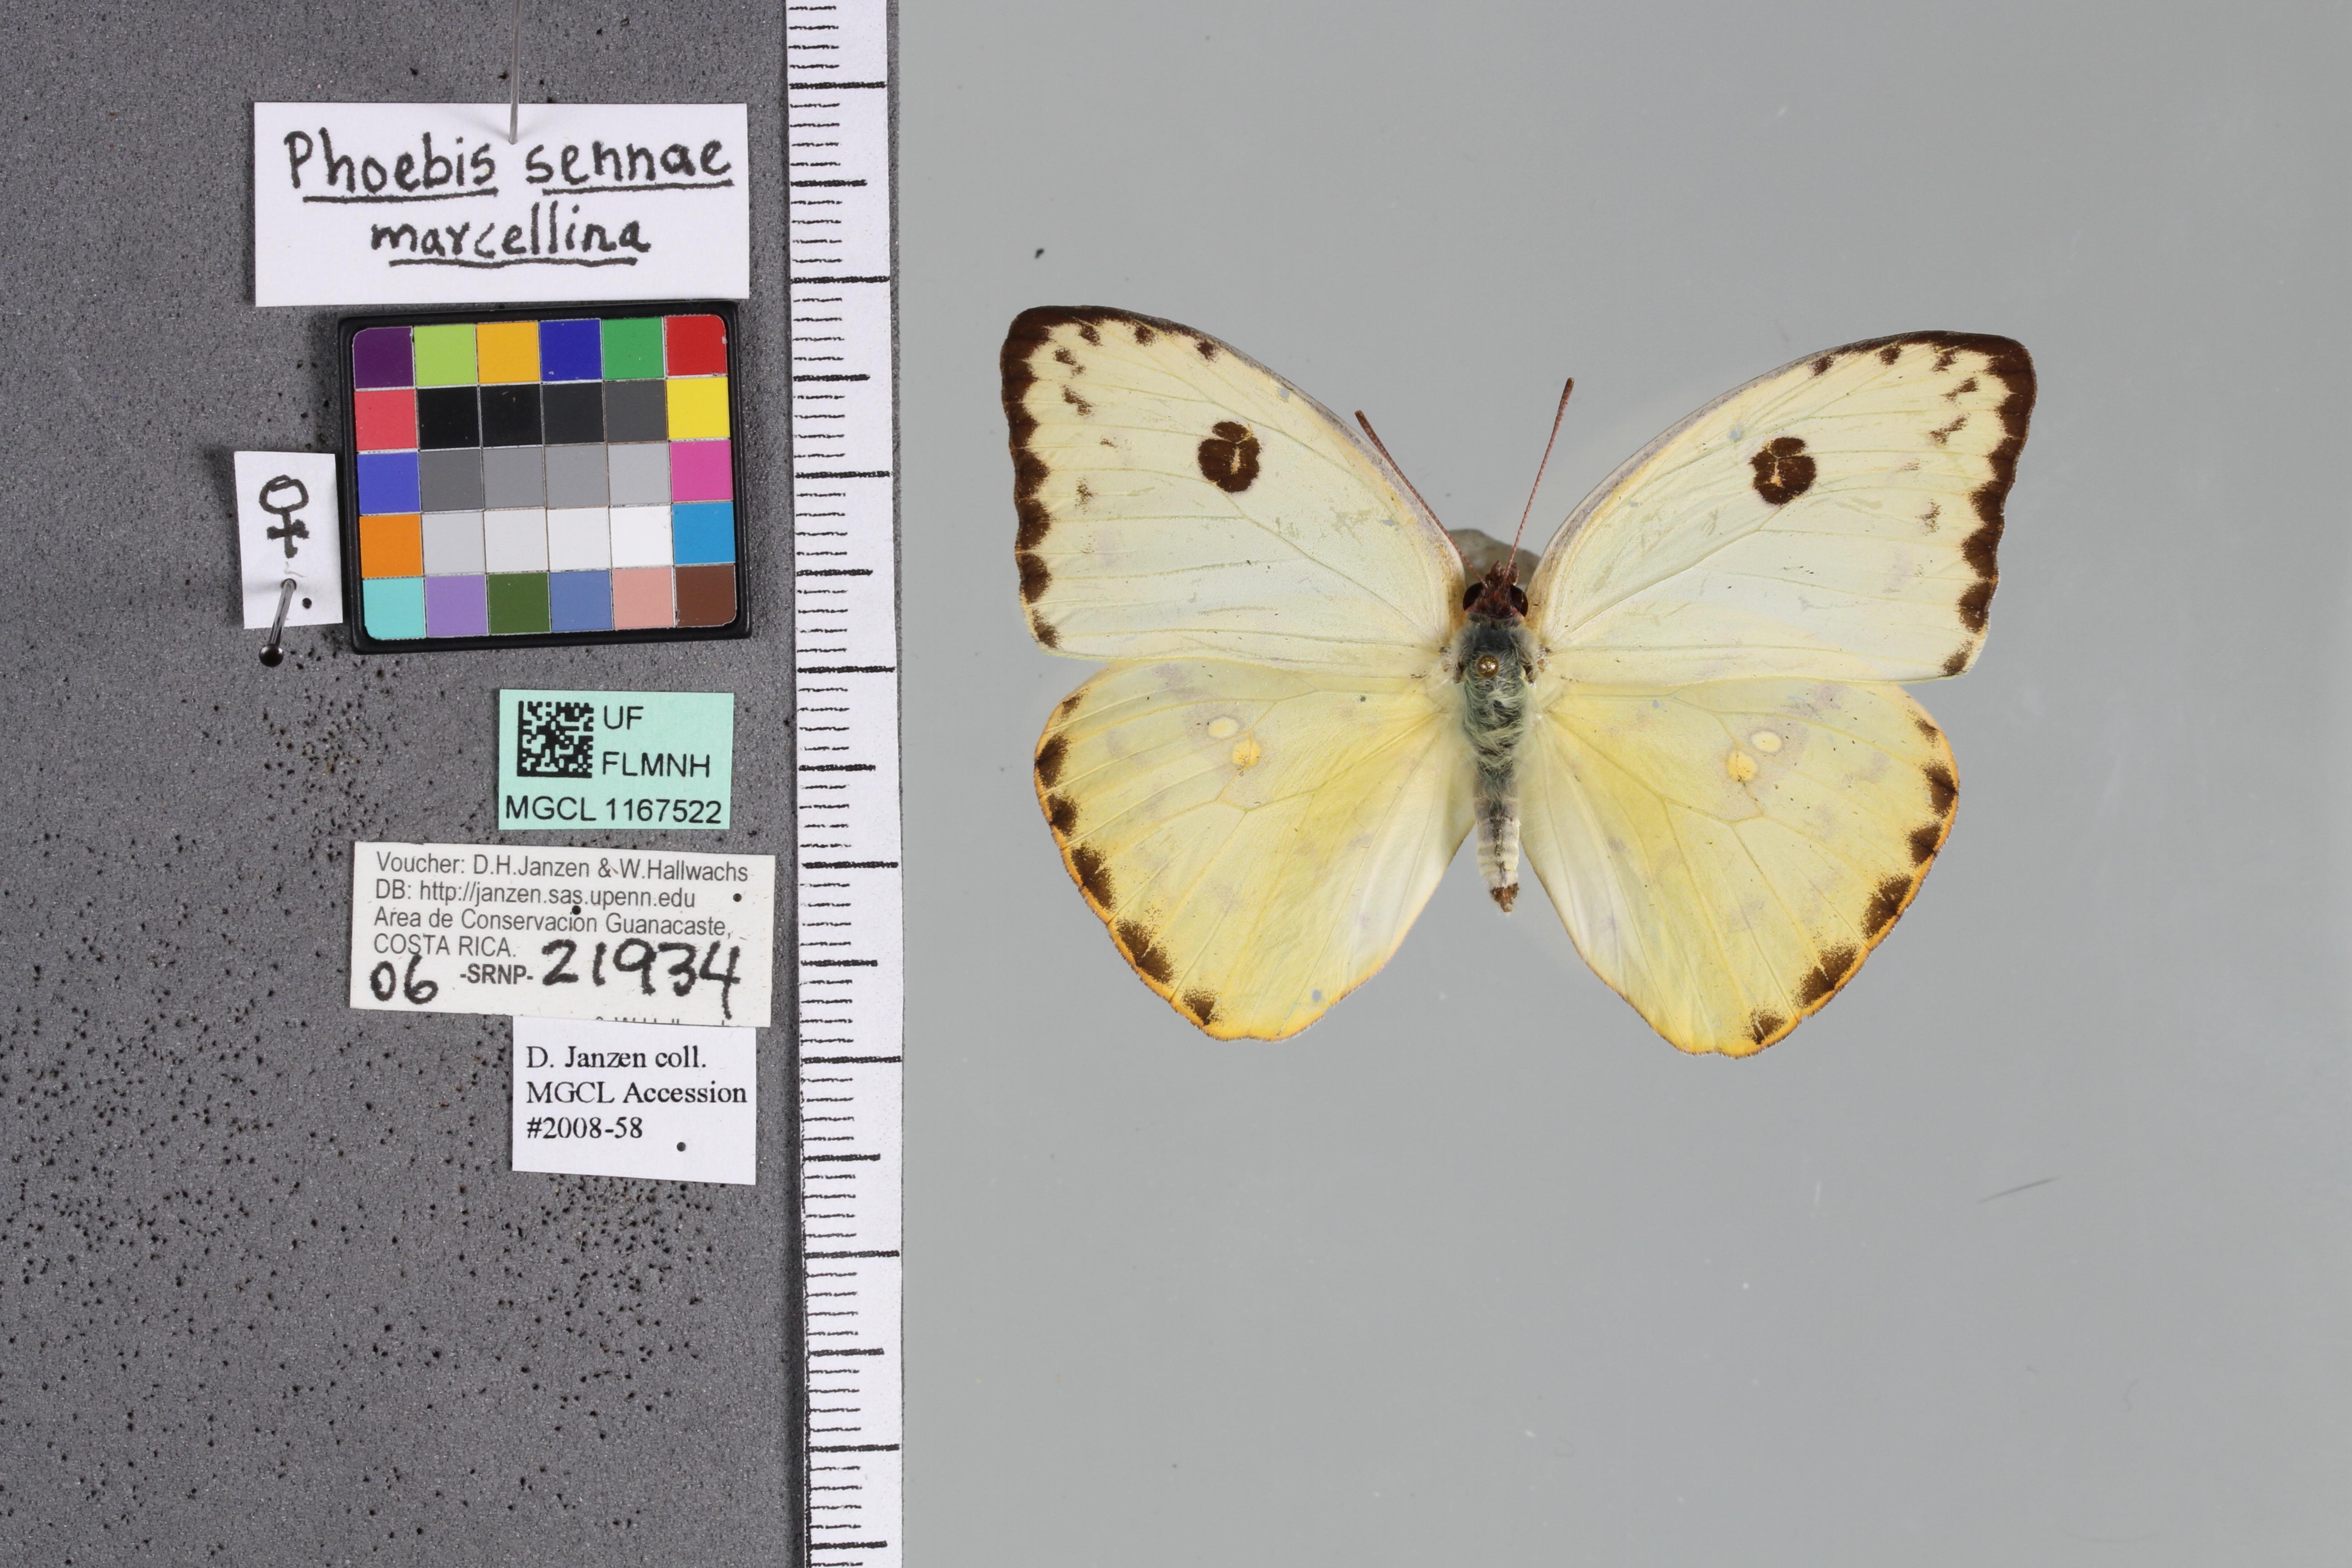 Phoebis sennae
marcellina
♀
UF
FLMNH
MGCL 1167522
Voucher: D.H.Janzen & W.Hallwachs
DB: http://janzen.sas.upenn.edu
Area de Conservación Guanacaste,
COSTA RICA.
06 -SRNP- 21934
D. Janzen coll.
MGCL Accession
#2008-58